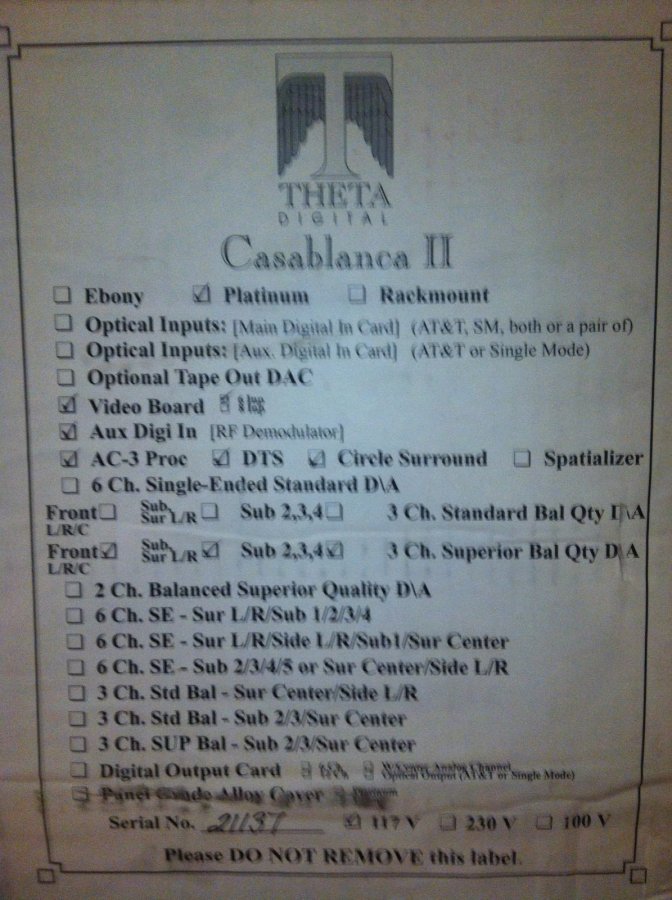 THETA
DIGITAL
Casablanca II
☐ Ebony ☑ Platinum ☐ Rackmount
☐ Optical Inputs: [Main Digital In Card] (AT&T, SM, both or a pair of)
☐ Optical Inputs: [Aux. Digital In Card] (AT&T or Single Mode)
☐ Optional Tape Out DAC
☑ Video Board
☑ Aux Digi In [RF Demodulator]
☑ AC-3 Proc ☑ DTS ☑ Circle Surround ☐ Spatializer
☐ 6 Ch. Single-Ended Standard D\A
Front ☐ Sub Sur L/R ☐ Sub 2,3,4 ☐ 3 Ch. Standard Bal Qty D\A
L/R/C
Front ☑ Sub Sur L/R ☑ Sub 2,3,4 ☑ 3 Ch. Superior Bal Qty D\A
L/R/C
☐ 2 Ch. Balanced Superior Quality D\A
☐ 6 Ch. SE - Sur L/R/Sub 1/2/3/4
☐ 6 Ch. SE - Sur L/R/Side L/R/Sub1/Sur Center
☐ 6 Ch. SE - Sub 2/3/4/5 or Sur Center/Side L/R
☐ 3 Ch. Std Bal - Sur Center/Side L/R
☐ 3 Ch. Std Bal - Sub 2/3/Sur Center
☐ 3 Ch. SUP Bal - Sub 2/3/Sur Center
☐ Digital Output Card W/Center Analog Channel
Optical Output (AT&T or Single Mode)
Alloy Cover
Serial No. 21137 ☑ 117 V ☐ 230 V ☐ 100 V
Please DO NOT REMOVE this label.